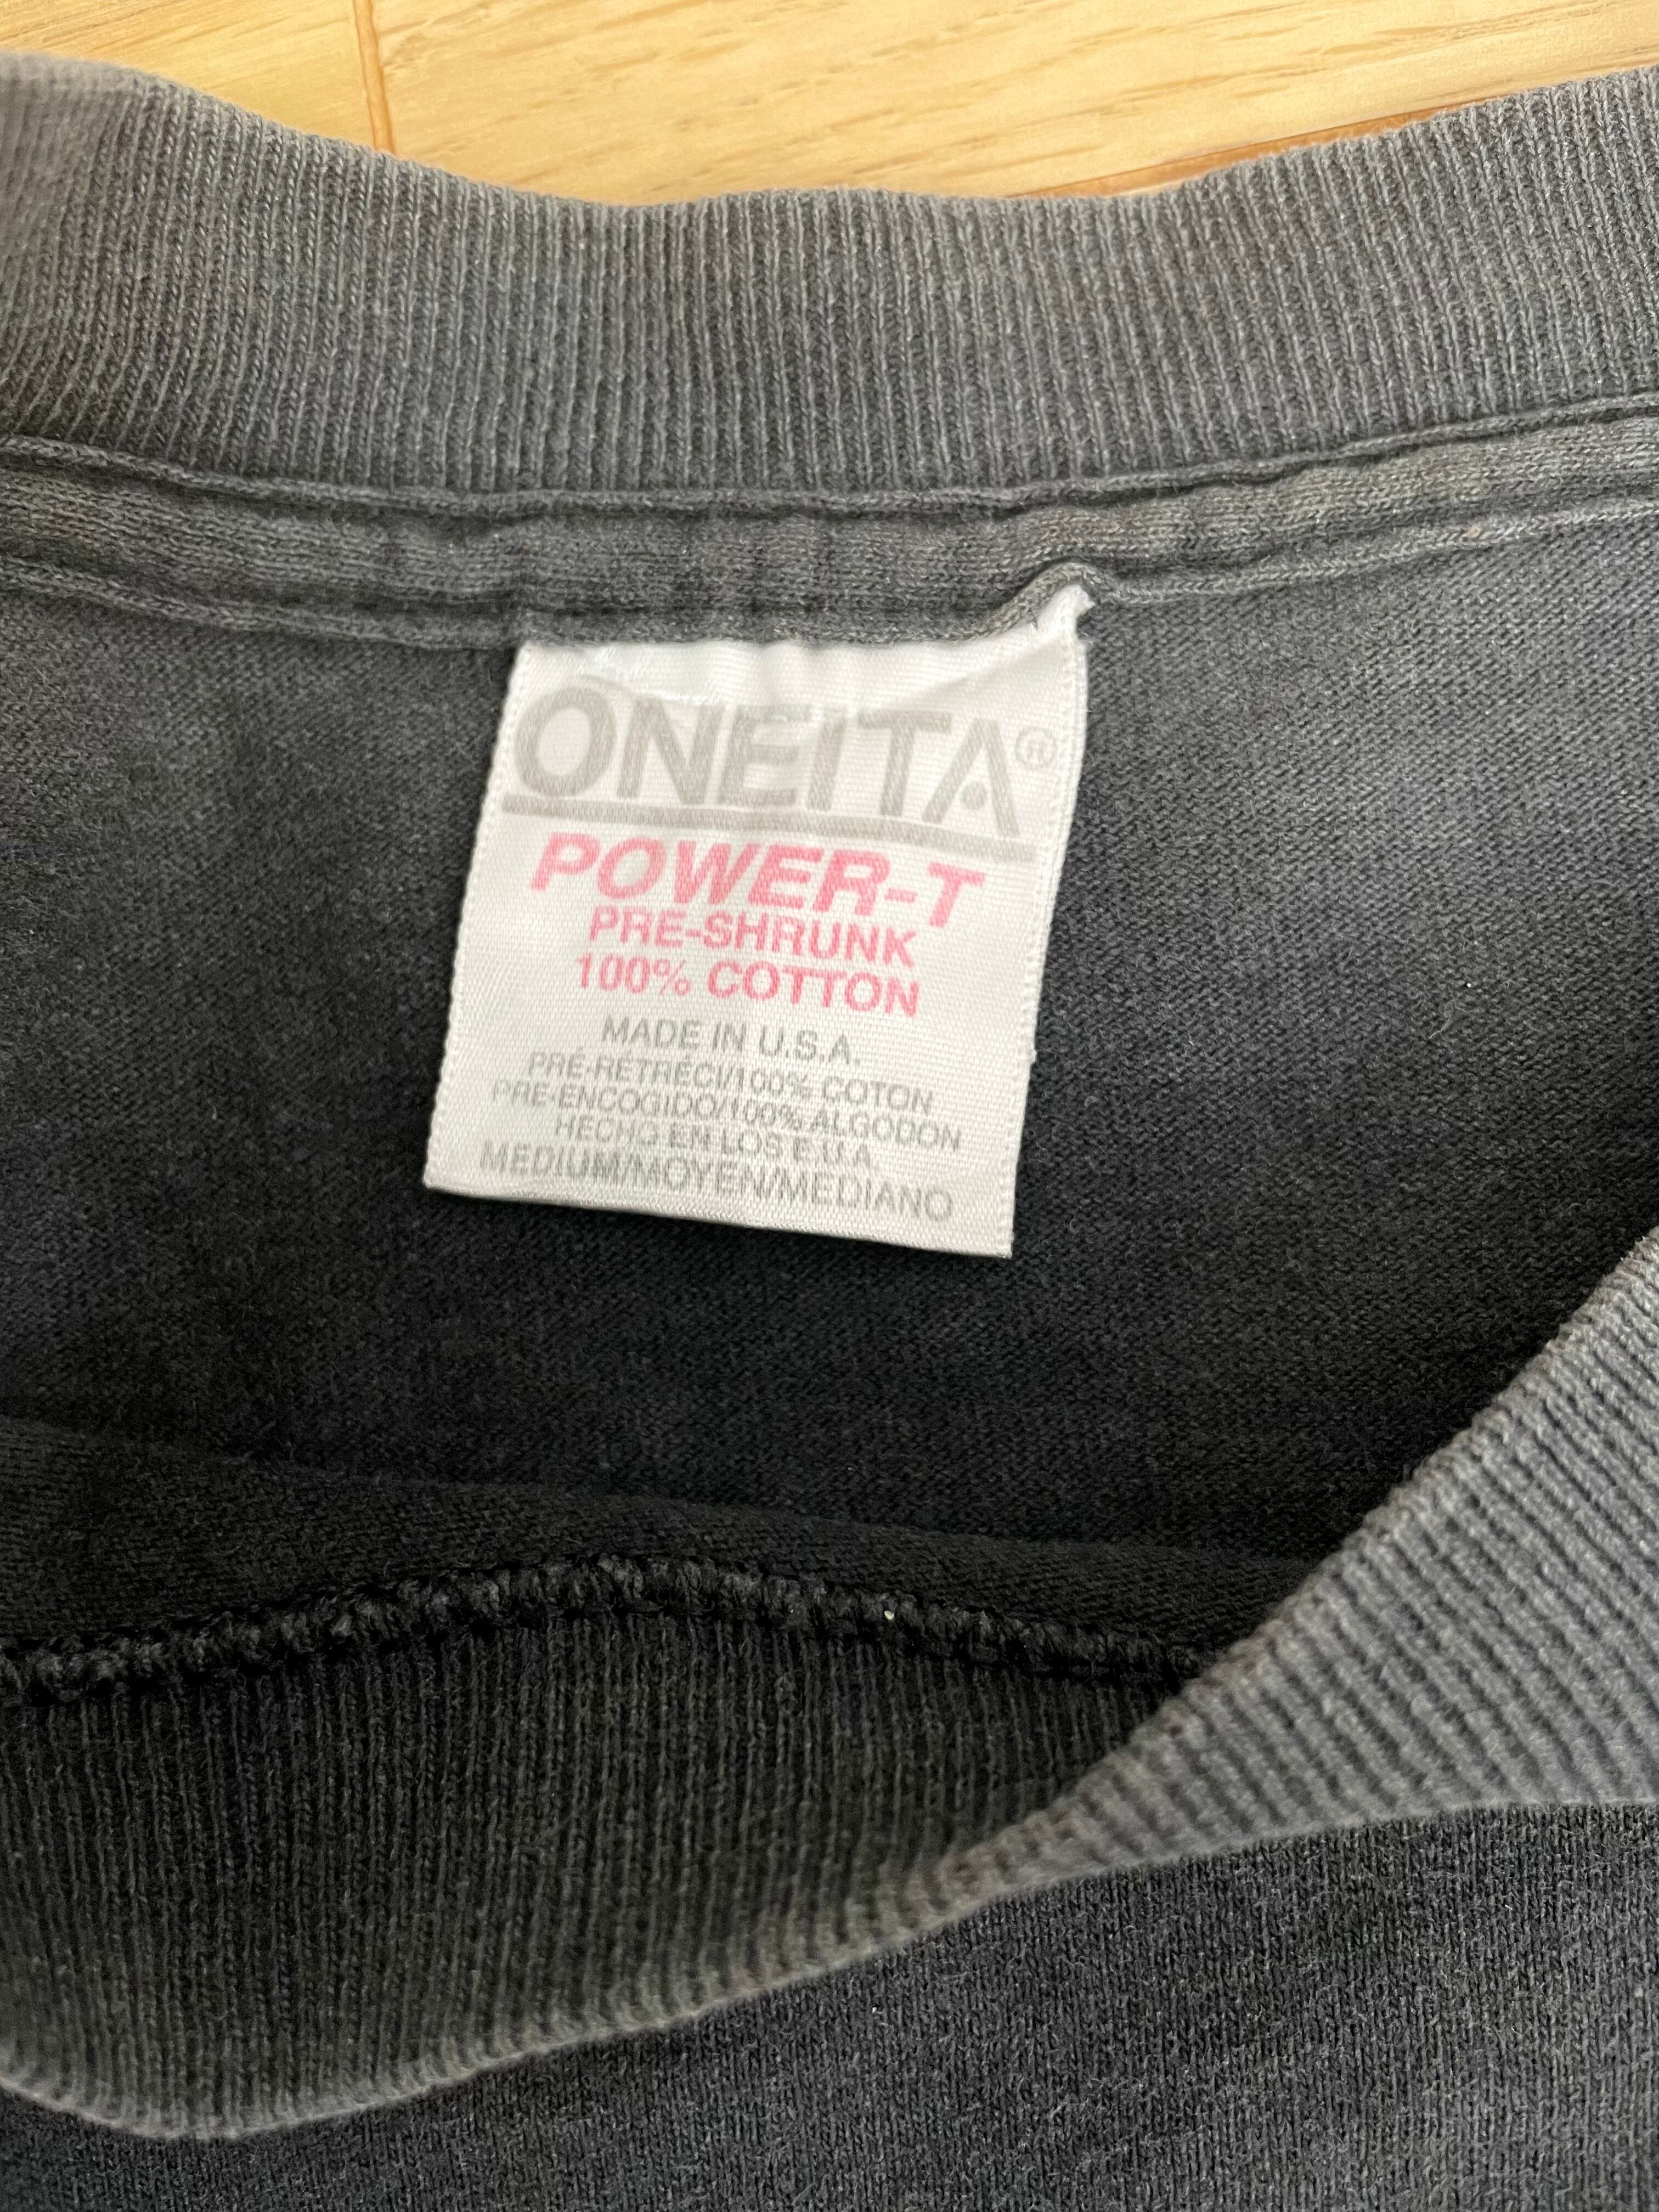 ONEITA®
POWER-T
PRE-SHRUNK
100% COTTON
MADE IN U.S.A.
PRÉ-RÉTRÉCI/100% COTON
PRE-ENCOGIDO/100% ALGODON
HECHO EN LOS E.U.A.
MEDIUM/MOYEN/MEDIANO